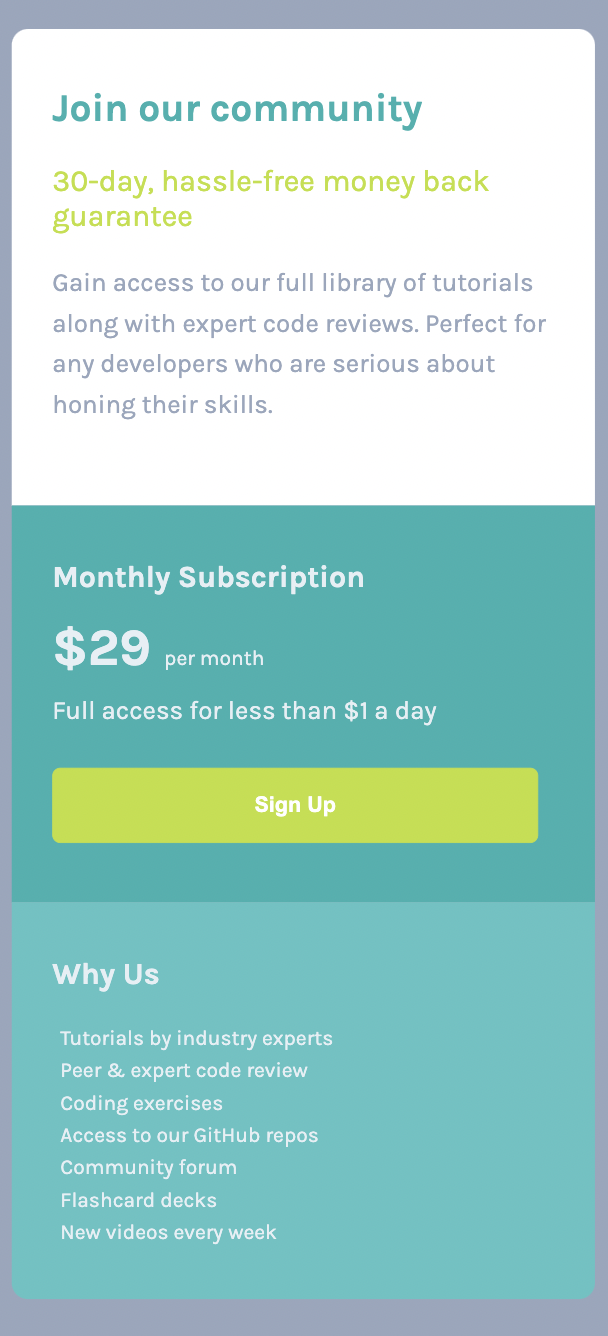 Join our community
30-day, hassle-free money back
guarantee
Gain access to our full library of tutorials
along with expert code reviews. Perfect for
any developers who are serious about
honing their skills.
Monthly Subscription
$29 per month
Full access for less than $1 a day
Sign Up
Why Us
Tutorials by industry experts
Peer & expert code review
Coding exercises
Access to our GitHub repos
Community forum
Flashcard decks
New videos every week